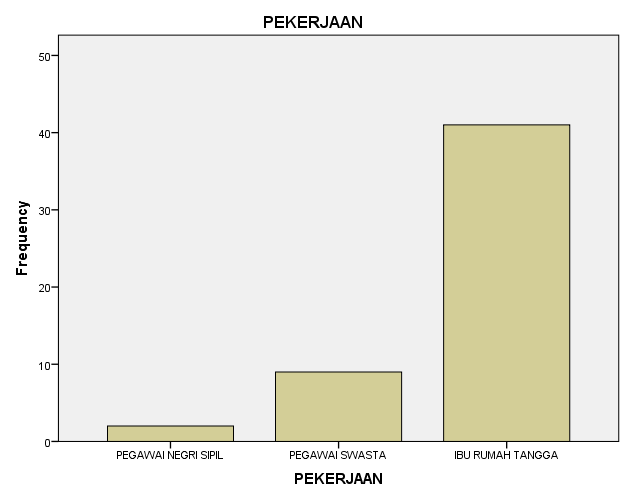 PEKERJAAN
50
40
30
20
10
0
Frequency
PEGAWAI NEGRI SIPIL
PEGAWAI SWASTA
IBU RUMAH TANGGA
PEKERJAAN